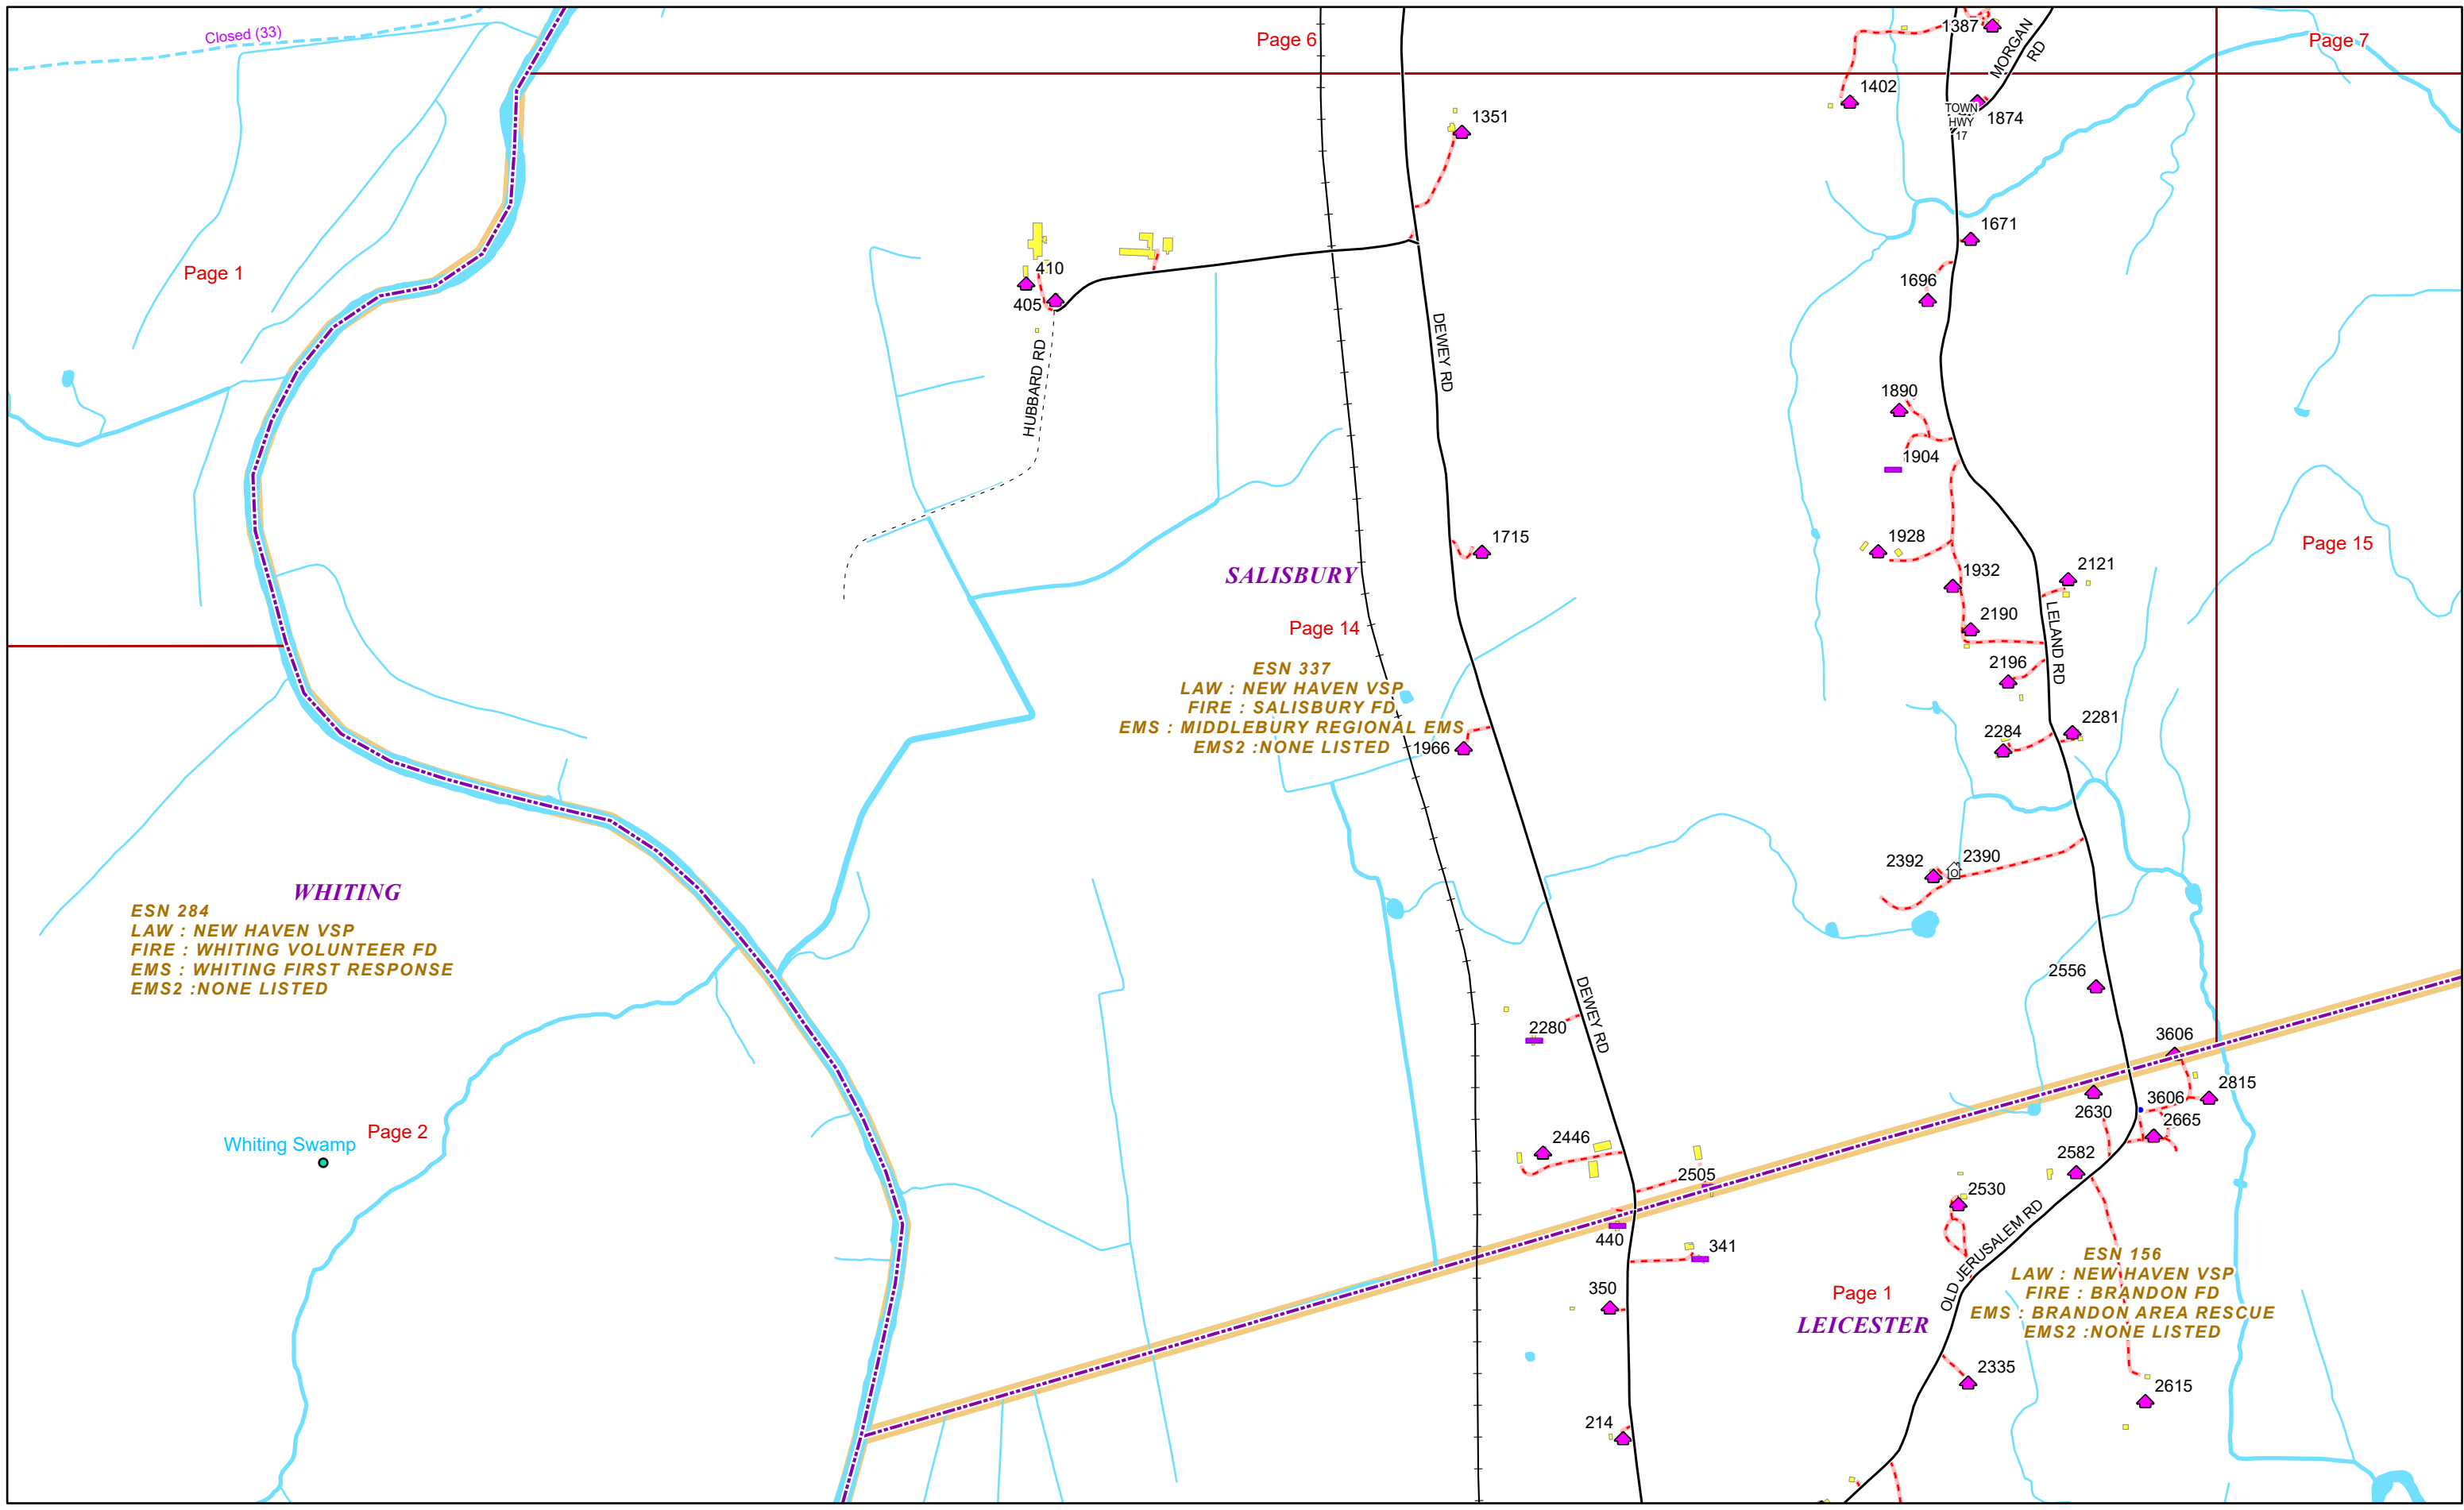 Closed (33)
Page 6
1387
MORGAN
RD
Page 7
1402
TOWN
HWY
17
1874
1351
1671
Page 1
410
405
1696
HUBBARD RD
DEWEY RD
1890
1904
1715
1928
Page 15
SALISBURY
1932
2121
Page 14
2190
LELAND RD
ESN 337
LAW : NEW HAVEN VSP
FIRE : SALISBURY FD
EMS : MIDDLEBURY REGIONAL EMS
EMS2 :NONE LISTED
1966
2196
2281
2284
2392
2390
WHITING
ESN 284
LAW : NEW HAVEN VSP
FIRE : WHITING VOLUNTEER FD
EMS : WHITING FIRST RESPONSE
EMS2 :NONE LISTED
2556
DEWEY RD
2280
3606
2815
3606
2630
2665
Page 2
Whiting Swamp
2446
2582
2505
2530
440
341
OLD JERUSALEM RD
350
Page 1
LEICESTER
ESN 156
LAW : NEW HAVEN VSP
FIRE : BRANDON FD
EMS : BRANDON AREA RESCUE
EMS2 :NONE LISTED
2335
2615
214